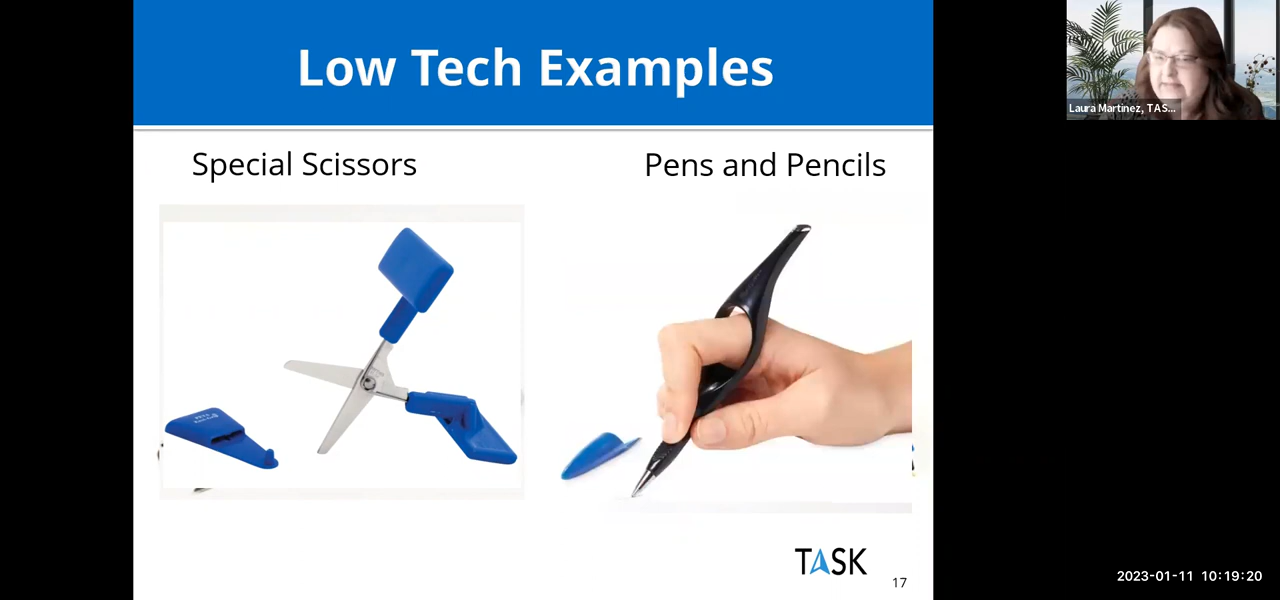 Low Tech Examples
Special Scissors
Pens and Pencils
Laura Martinez, TAS...
TASK
17
2023-01-11 10:19:20